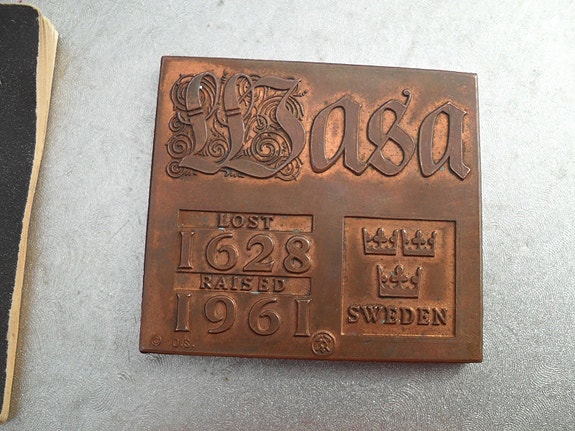 Wasa
LOST
1628
RAISED
1961
SWEDEN